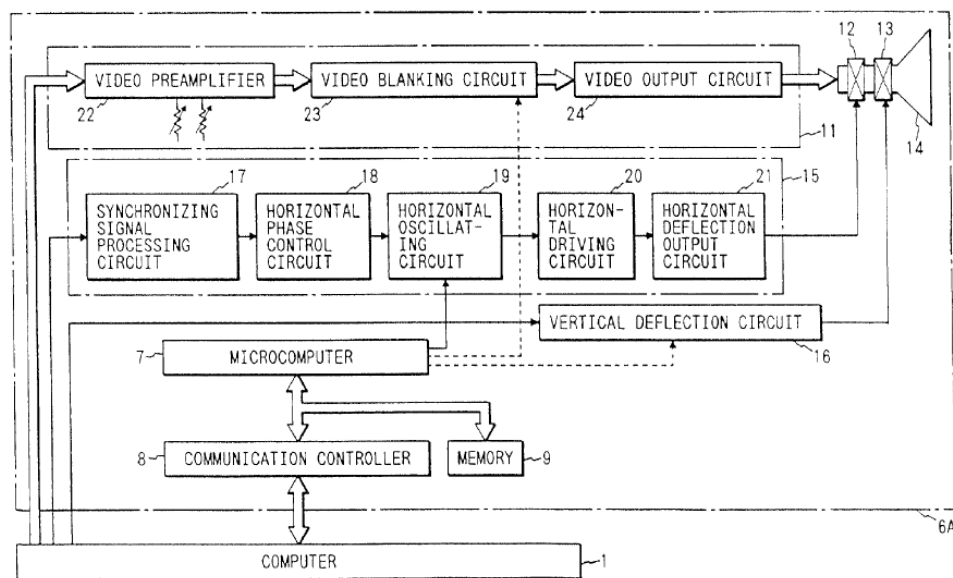 12
13
VIDEO PREAMPLIFIER
VIDEO BLANKING CIRCUIT
VIDEO OUTPUT CIRCUIT
22
23
24
11
14
17
18
19
20
21
15
SYNCHRONIZING
SIGNAL
PROCESSING
CIRCUIT
HORIZONTAL
PHASE
CONTROL
CIRCUIT
HORIZONTAL
OSCILLAT-
ING
CIRCUIT
HORIZON-
TAL DRIVING
CIRCUIT
HORIZONTAL
DEFLECTION
OUTPUT
CIRCUIT
VERTICAL DEFLECTION CIRCUIT
16
7
MICROCOMPUTER
8
COMMUNICATION CONTROLLER
MEMORY
9
6A
COMPUTER
1